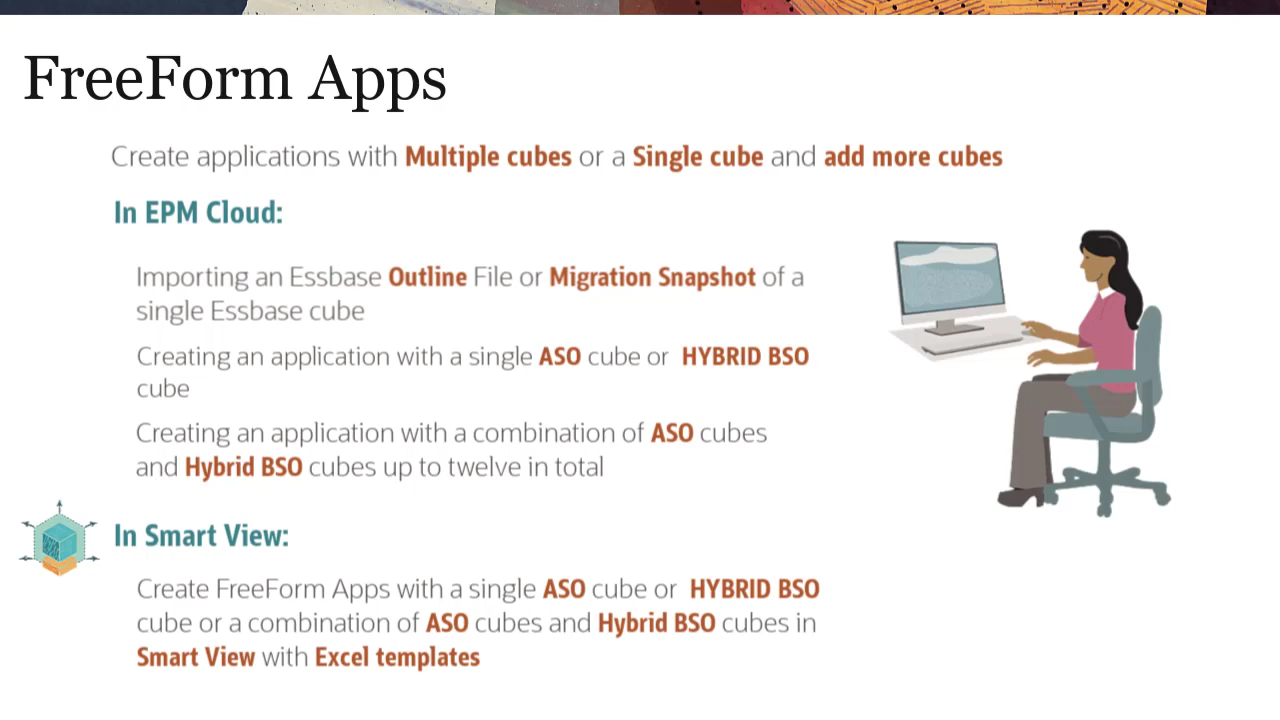 FreeForm Apps
Create applications with Multiple cubes or a Single cube and add more cubes
In EPM Cloud:
Importing an Essbase Outline File or Migration Snapshot of a
single Essbase cube
Creating an application with a single ASO cube or HYBRID BSO
cube
Creating an application with a combination of ASO cubes
and Hybrid BSO cubes up to twelve in total
In Smart View:
Create FreeForm Apps with a single ASO cube or HYBRID BSO
cube or a combination of ASO cubes and Hybrid BSO cubes in
Smart View with Excel templates